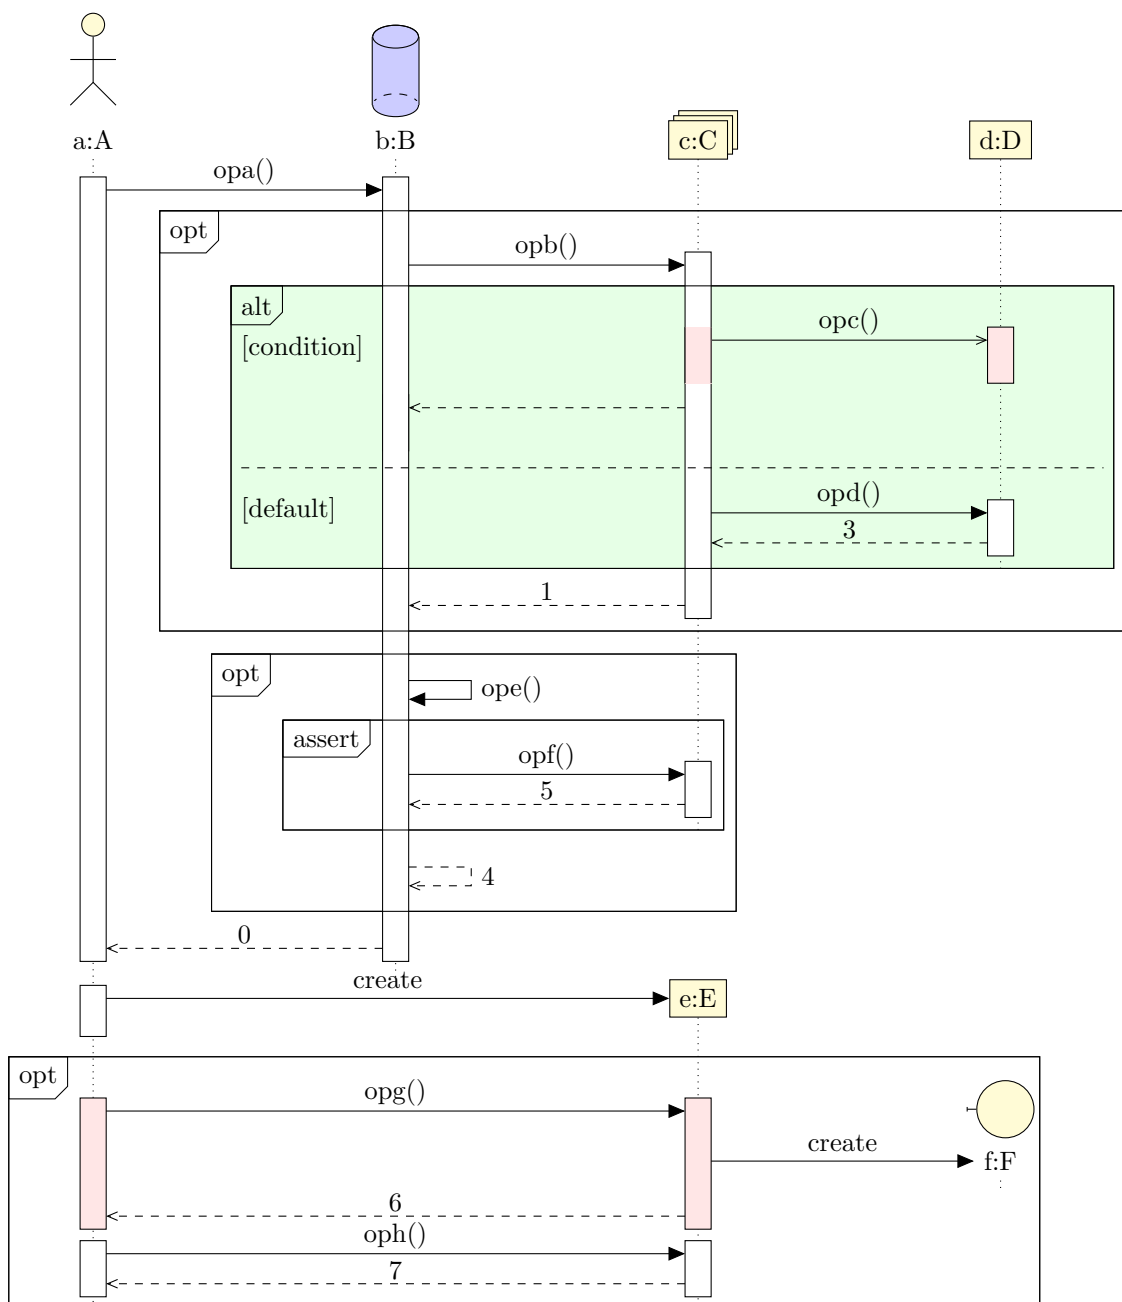 a:A
b:B
c:C
d:D
opa()
opt
opb()
alt
opc()
[condition]
opd()
[default]
3
1
opt
ope()
assert
opf()
5
4
0
create
e:E
opt
opg()
create
f:F
6
oph()
7